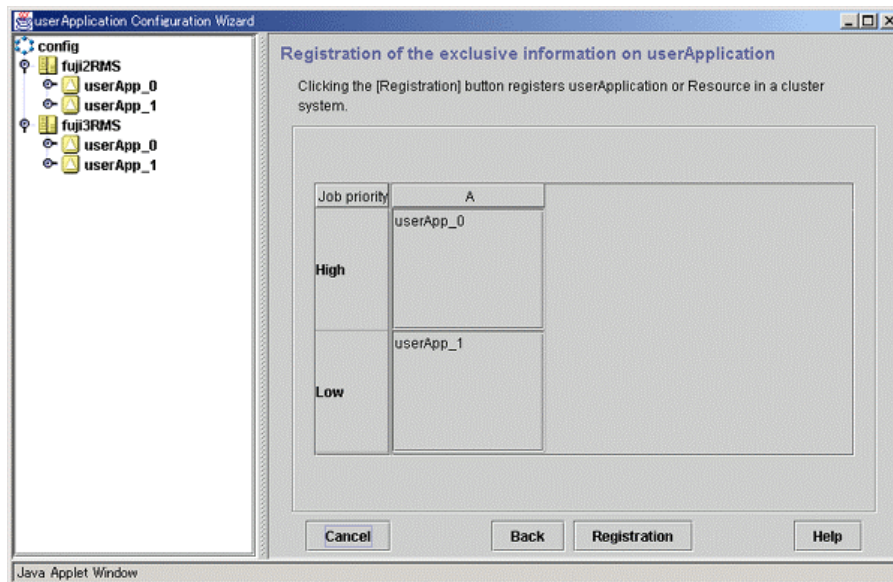 userApplication Configuration Wizard
config
fuji2RMS
userApp_0
userApp_1
fuji3RMS
userApp_0
userApp_1
Registration of the exclusive information on userApplication
Clicking the [Registration] button registers userApplication or Resource in a cluster
system.
Job priority A
userApp_0
High
userApp_1
Low
Cancel Back Registration Help
Java Applet Window